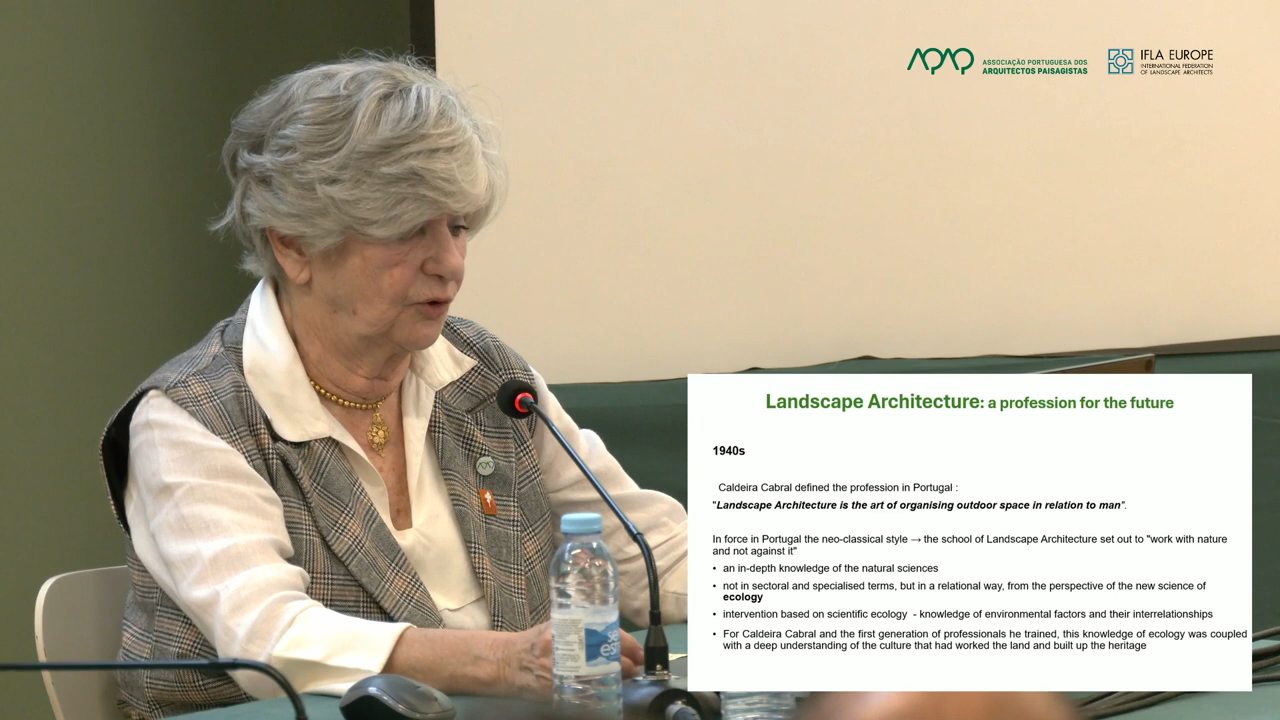 ASSOCIAÇÃO PORTUGUESA DOS
ARQUITECTOS PAISAGISTAS
IFLA EUROPE
INTERNATIONAL FEDERATION
OF LANDSCAPE ARCHITECTS
Landscape Architecture: a profession for the future
1940s
Caldeira Cabral defined the profession in Portugal :
"Landscape Architecture is the art of organising outdoor space in relation to man".
In force in Portugal the neo-classical style → the school of Landscape Architecture set out to "work with nature
and not against it"
• an in-depth knowledge of the natural sciences
• not in sectoral and specialised terms, but in a relational way, from the perspective of the new science of
ecology
• intervention based on scientific ecology - knowledge of environmental factors and their interrelationships
• For Caldeira Cabral and the first generation of professionals he trained, this knowledge of ecology was coupled
with a deep understanding of the culture that had worked the land and built up the heritage